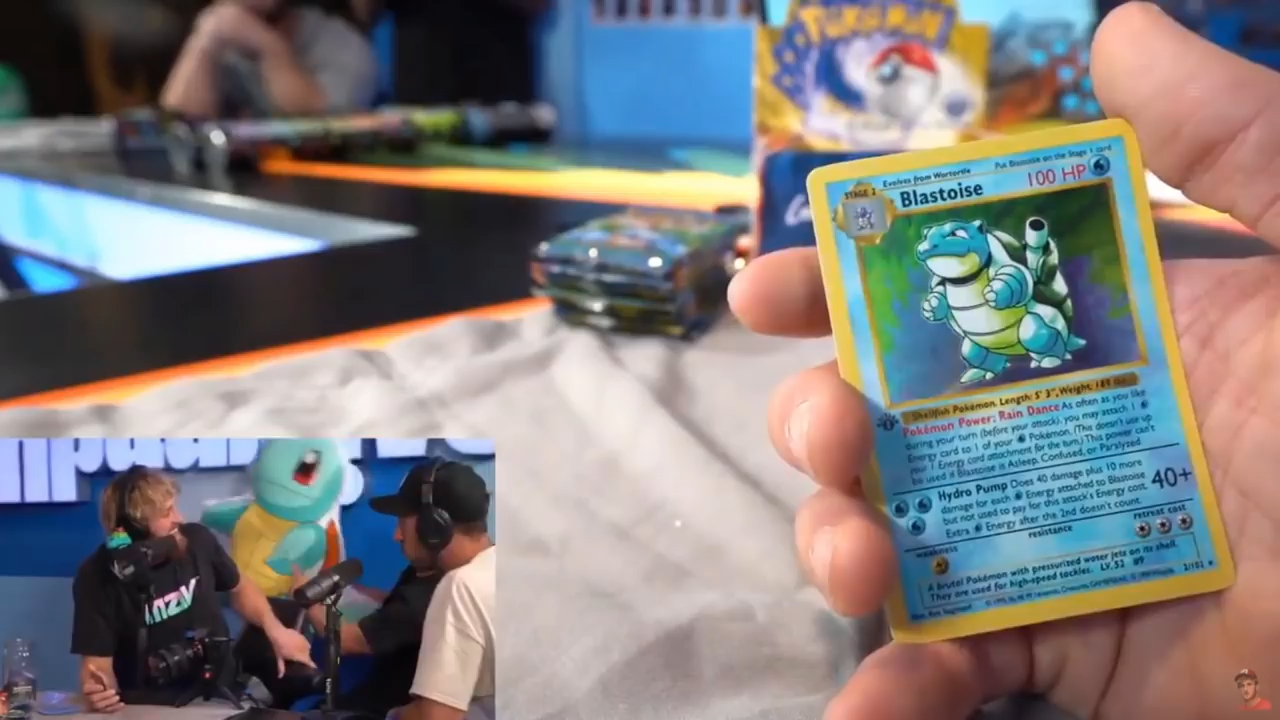 POKéMON
Evolves from Wartortle
Put Blastoise on the Stage 1 card
STAGE 2
Blastoise
100 HP
Shellfish Pokémon. Length: 5' 3", Weight: 189 lbs.
Pokémon Power: Rain Dance As often as you like
during your turn (before your attack), you may attach 1
Energy card to 1 of your Pokémon. (This doesn't use up
your 1 Energy card attachment for the turn.) This power can't
be used if Blastoise is Asleep, Confused, or Paralyzed
Hydro Pump Does 40 damage plus 10 more
damage for each Energy attached to Blastoise
but not used to pay for this attack's Energy cost.
Extra Energy after the 2nd doesn't count.
40+
weakness
resistance
retreat cost
A brutal Pokémon with pressurized water jets on its shell.
They are used for high-speed tackles. LV. 52 #9
2/102